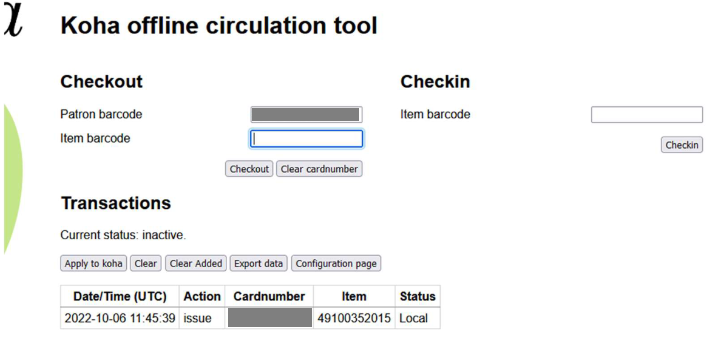 Koha offline circulation tool
Checkout
Patron barcode
Item barcode
Checkout Clear cardnumber
Checkin
Item barcode
Checkin
Transactions
Current status: inactive.
Apply to koha Clear Clear Added Export data Configuration page
Date/Time (UTC) Action Cardnumber Item Status
2022-10-06 11:45:39 issue 49100352015 Local